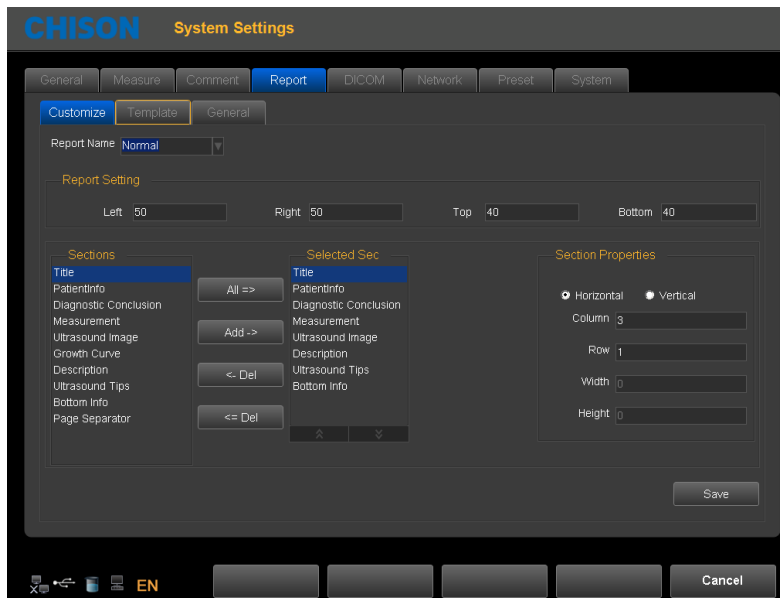 CHISON System Settings
General Measure Comment Report DICOM Network Preset System
Customize Template General
Report Name Normal
Report Setting
Left 50 Right 50 Top 40 Bottom 40
Sections
Title
PatientInfo
Diagnostic Conclusion
Measurement
Ultrasound Image
Growth Curve
Description
Ultrasound Tips
Bottom Info
Page Separator
All =>
Add ->
<- Del
<= Del
Selected Sec
Title
PatientInfo
Diagnostic Conclusion
Measurement
Ultrasound Image
Description
Ultrasound Tips
Bottom Info
Section Properties
Horizontal Vertical
Column 3
Row 1
Width 0
Height 0
Save
EN
Cancel